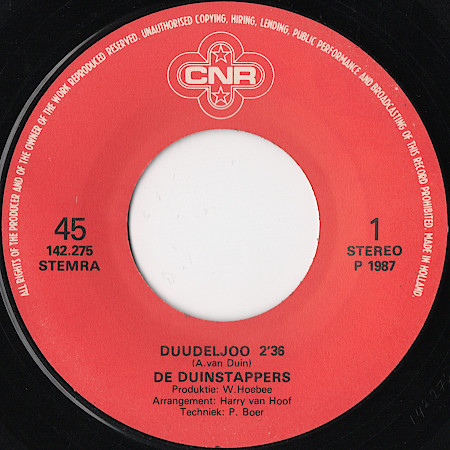 ALL RIGHTS OF THE PRODUCER AND OF THE OWNER OF THE WORK REPRODUCED RESERVED. UNAUTHORISED COPYING, HIRING, LENDING, PUBLIC PERFORMANCE AND BROADCASTING OF THIS RECORD PROHIBITED. MADE IN HOLLAND.
CNR
45
142.275
STEMRA
1
STEREO
P 1987
DUUDELJOO 2'36
(A.van Duin)
DE DUINSTAPPERS
Produktie: W.Hoebee
Arrangement: Harry van Hoof
Techniek: P. Boer